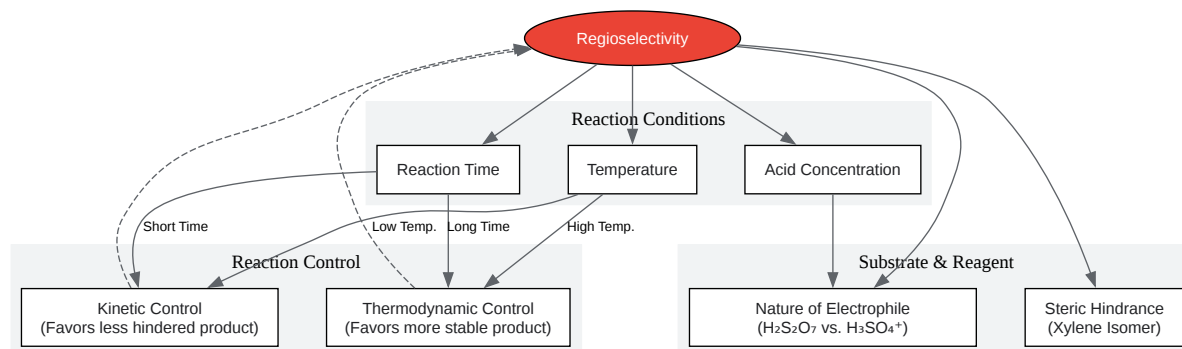 Regioselectivity
Reaction Conditions
Reaction Time
Temperature
Acid Concentration
Short Time
Low Temp.
Long Time
High Temp.
Reaction Control
Substrate & Reagent
Kinetic Control
(Favors less hindered product)
Thermodynamic Control
(Favors more stable product)
Nature of Electrophile
(H₂S₂O₇ vs. H₃SO₄⁺)
Steric Hindrance
(Xylene Isomer)